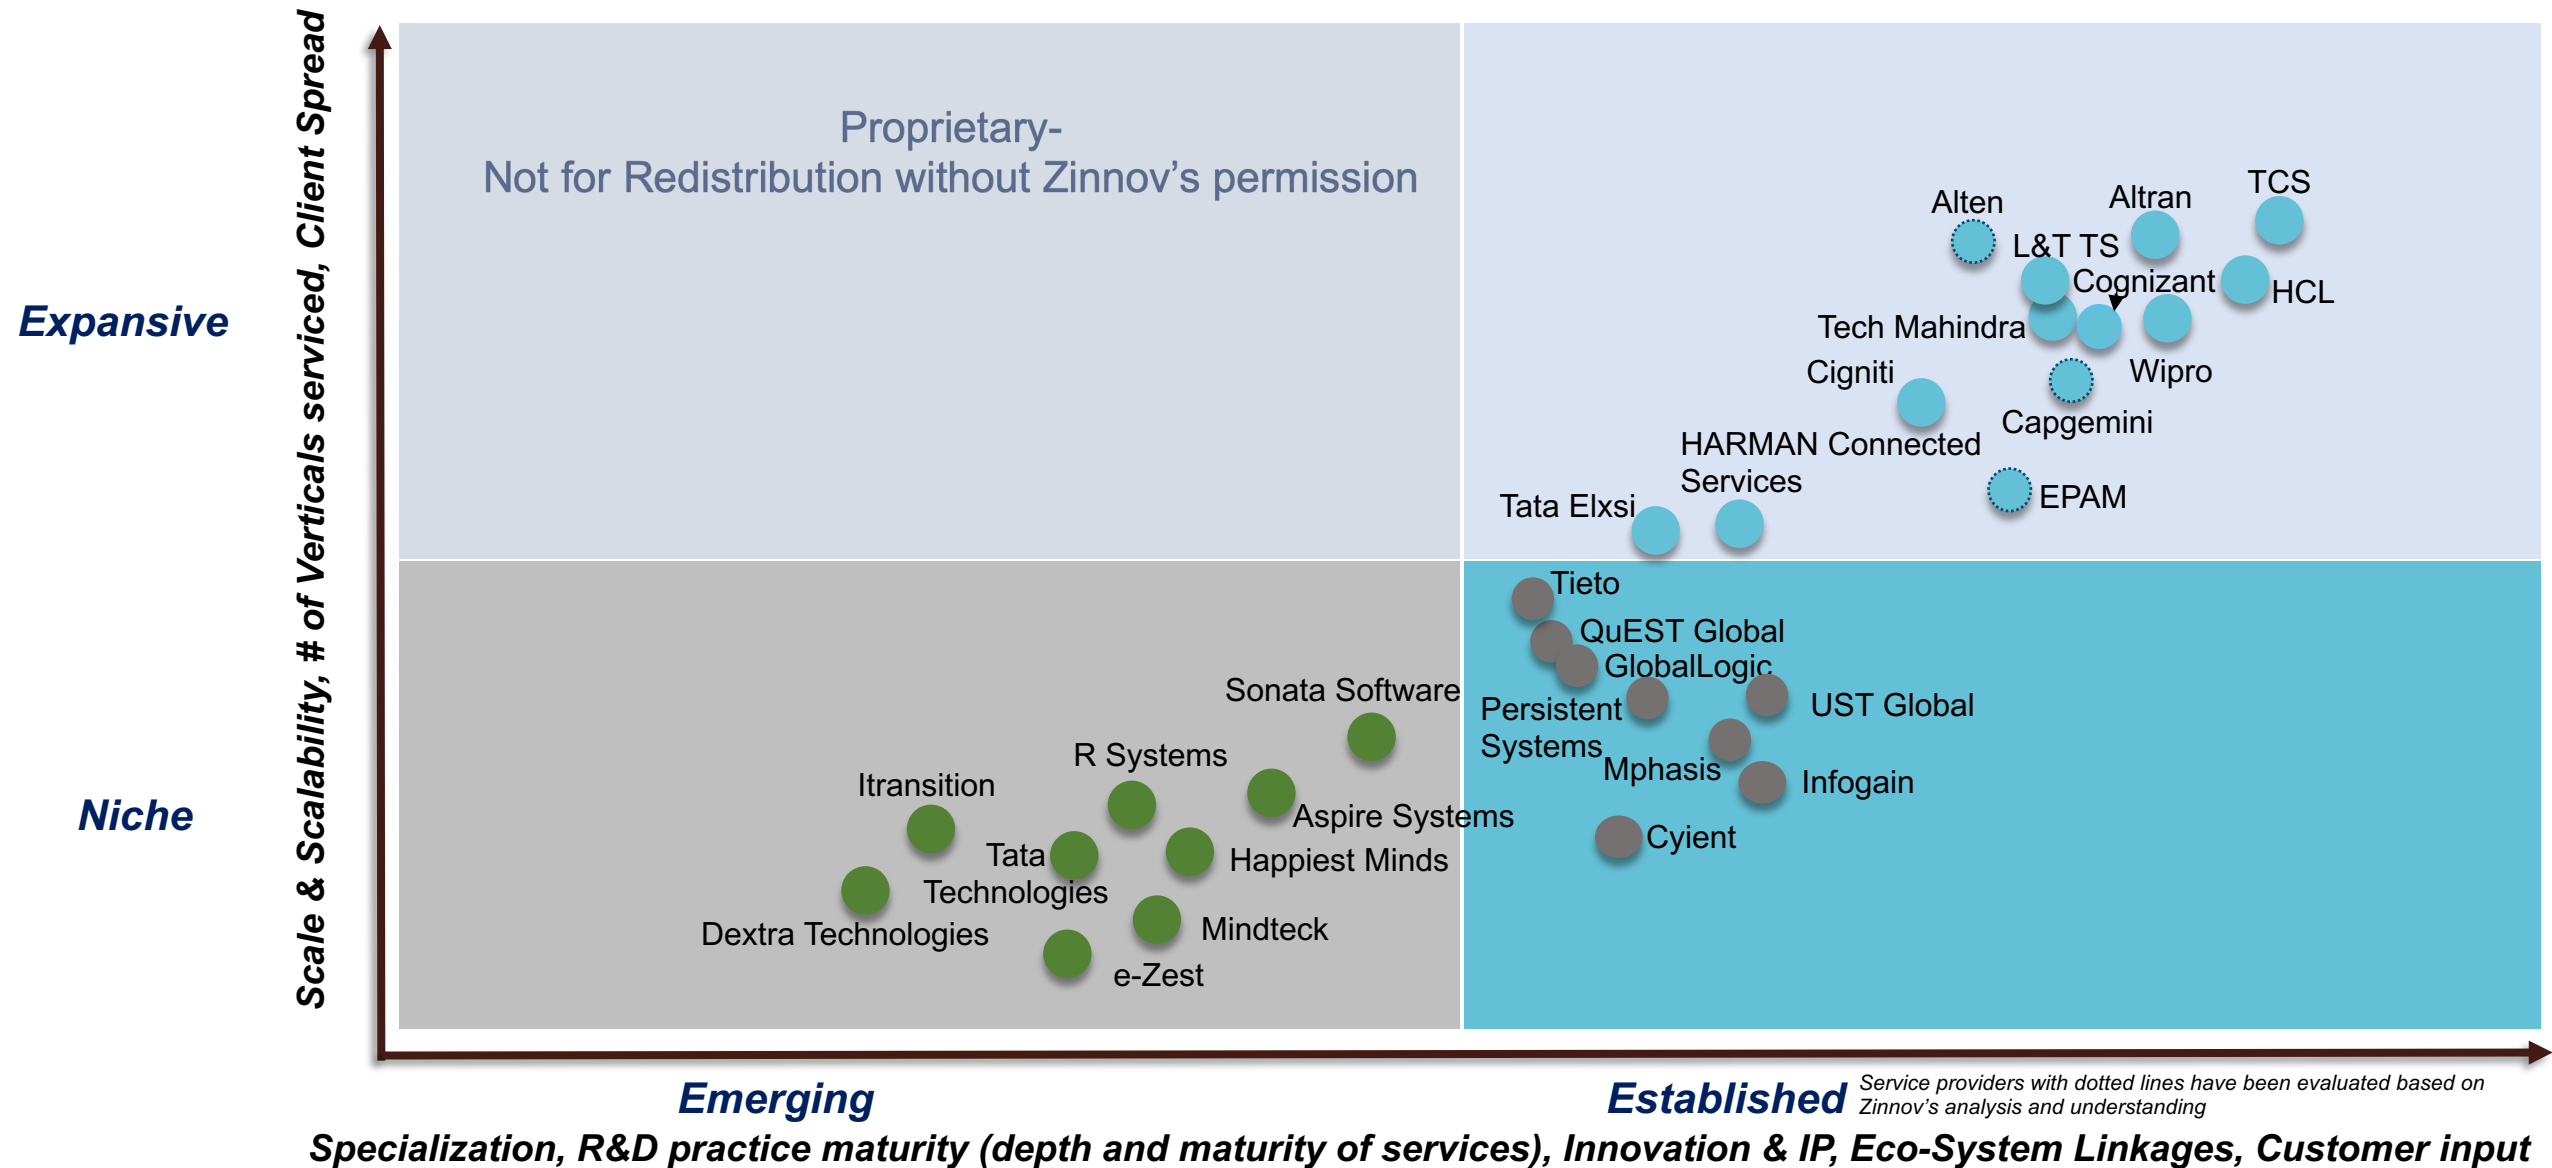 Scale & Scalability, # of Verticals serviced, Client Spread
Expansive
Niche
Proprietary-
Not for Redistribution without Zinnov’s permission
TCS
Altran
Alten
L&T TS
Cognizant
HCL
Tech Mahindra
Wipro
Cigniti
Capgemini
HARMAN Connected
Services
EPAM
Tata Elxsi
Tieto
QuEST Global
GlobalLogic
Persistent
Systems
UST Global
Mphasis
Infogain
Cyient
Sonata Software
R Systems
Itransition
Aspire Systems
Tata
Technologies
Happiest Minds
Dextra Technologies
Mindteck
e-Zest
Emerging
Established
Service providers with dotted lines have been evaluated based on
Zinnov’s analysis and understanding
Specialization, R&D practice maturity (depth and maturity of services), Innovation & IP, Eco-System Linkages, Customer input